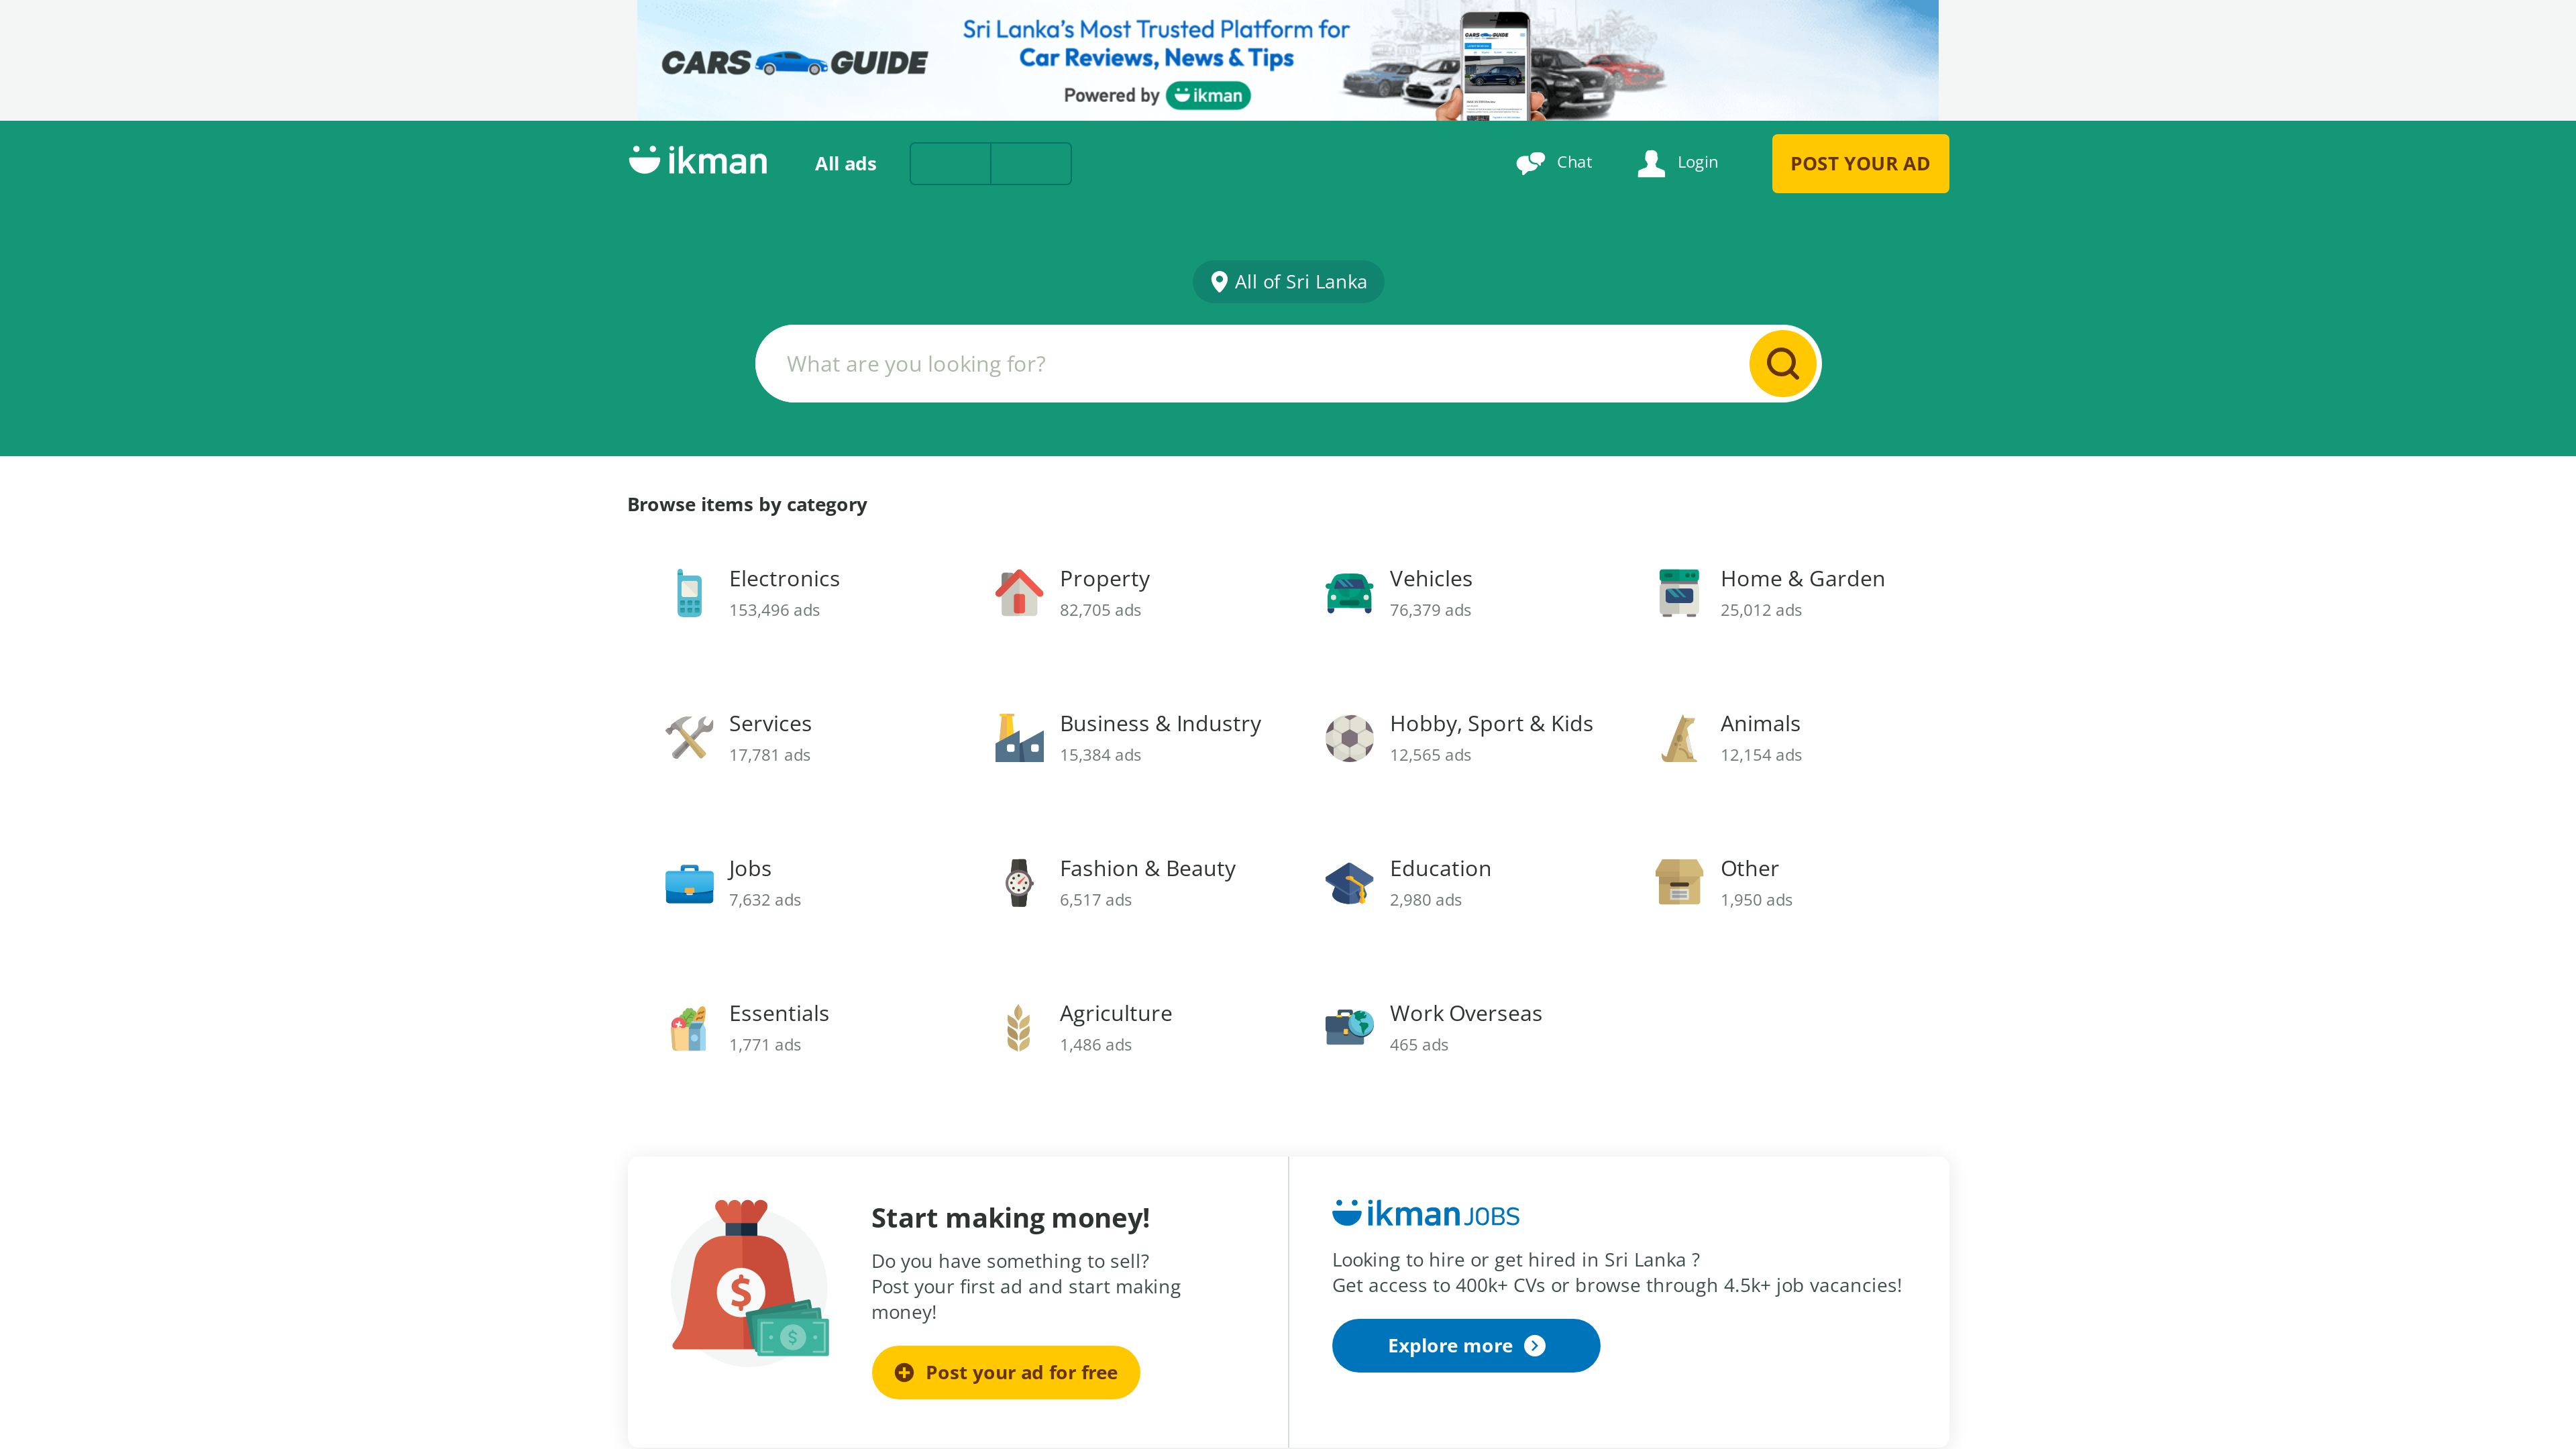 CARS GUIDE
Sri Lanka's Most Trusted Platform for
Car Reviews, News & Tips
Powered by ikman
ikman
All ads
Chat
Login
POST YOUR AD
All of Sri Lanka
What are you looking for?
Browse items by category
Electronics
153,496 ads
Property
82,705 ads
Vehicles
76,379 ads
Home & Garden
25,012 ads
Services
17,781 ads
Business & Industry
15,384 ads
Hobby, Sport & Kids
12,565 ads
Animals
12,154 ads
Jobs
7,632 ads
Fashion & Beauty
6,517 ads
Education
2,980 ads
Other
1,950 ads
Essentials
1,771 ads
Agriculture
1,486 ads
Work Overseas
465 ads
Start making money!
Do you have something to sell?
Post your first ad and start making
money!
Post your ad for free
ikman JOBS
Looking to hire or get hired in Sri Lanka ?
Get access to 400k+ CVs or browse through 4.5k+ job vacancies!
Explore more